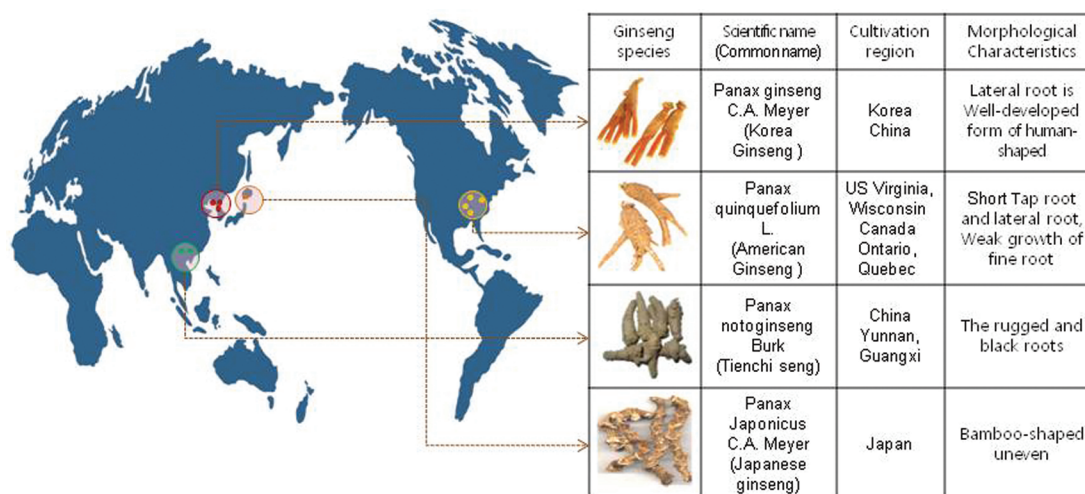 Ginseng
species
Scientific name
(Common name)
Cultivation
region
Morphological
Characteristics
Panax ginseng
C.A. Meyer
(Korea
Ginseng )
Korea
China
Lateral root is
Well-developed
form of human-
shaped
Panax
quinquefolium
L.
(American
Ginseng )
US Virginia,
Wisconsin
Canada
Ontario,
Quebec
Short Tap root
and lateral root,
Weak growth of
fine root
Panax
notoginseng
Burk
(Tienchi seng)
China
Yunnan,
Guangxi
The rugged and
black roots
Panax
Japonicus
C.A. Meyer
(Japanese
ginseng)
Japan
Bamboo-shaped
uneven